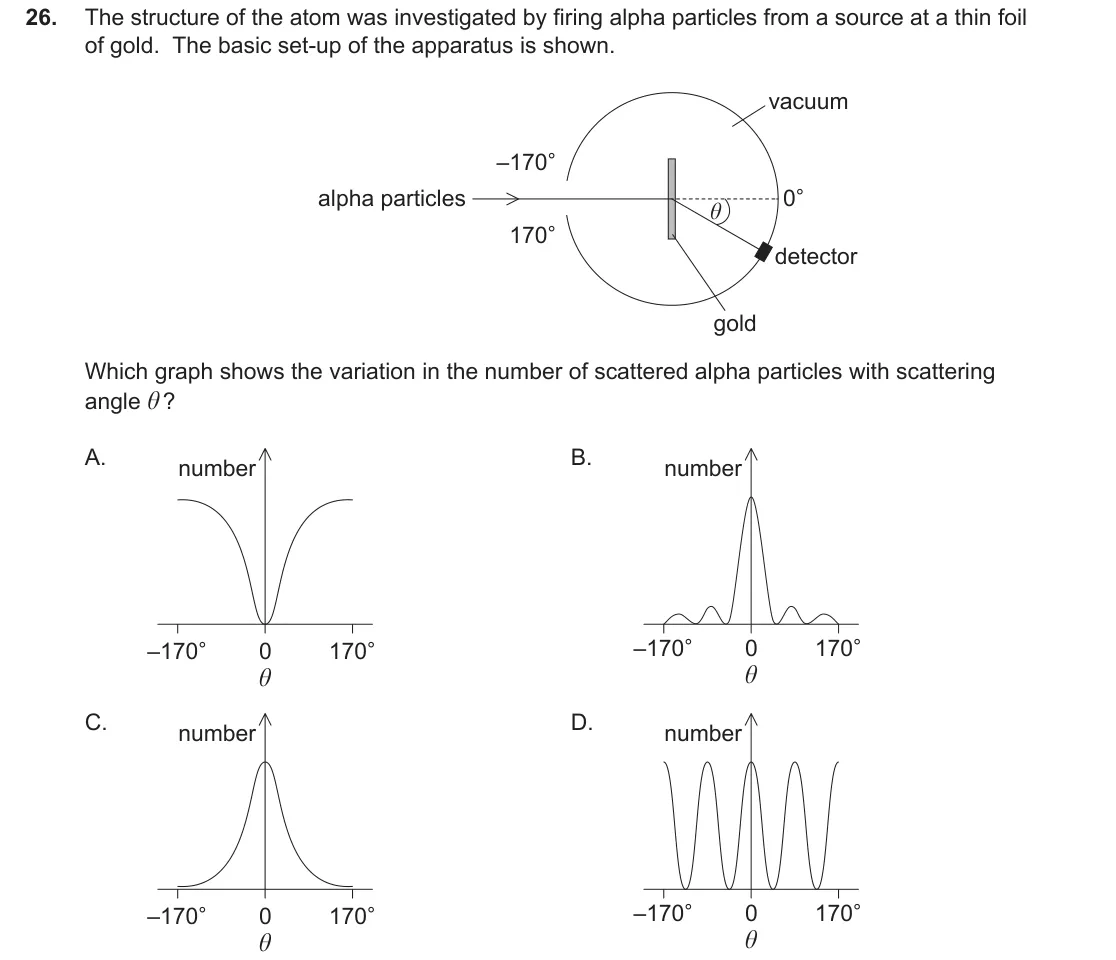 26. The structure of the atom was investigated by firing alpha particles from a source at a thin foil
of gold. The basic set-up of the apparatus is shown.
vacuum
–170°
alpha particles
0°
θ
170°
detector
gold
Which graph shows the variation in the number of scattered alpha particles with scattering
angle θ?
A.
number
–170° 0 170°
θ
B.
number
–170° 0 170°
θ
C.
number
–170° 0 170°
θ
D.
number
–170° 0 170°
θ